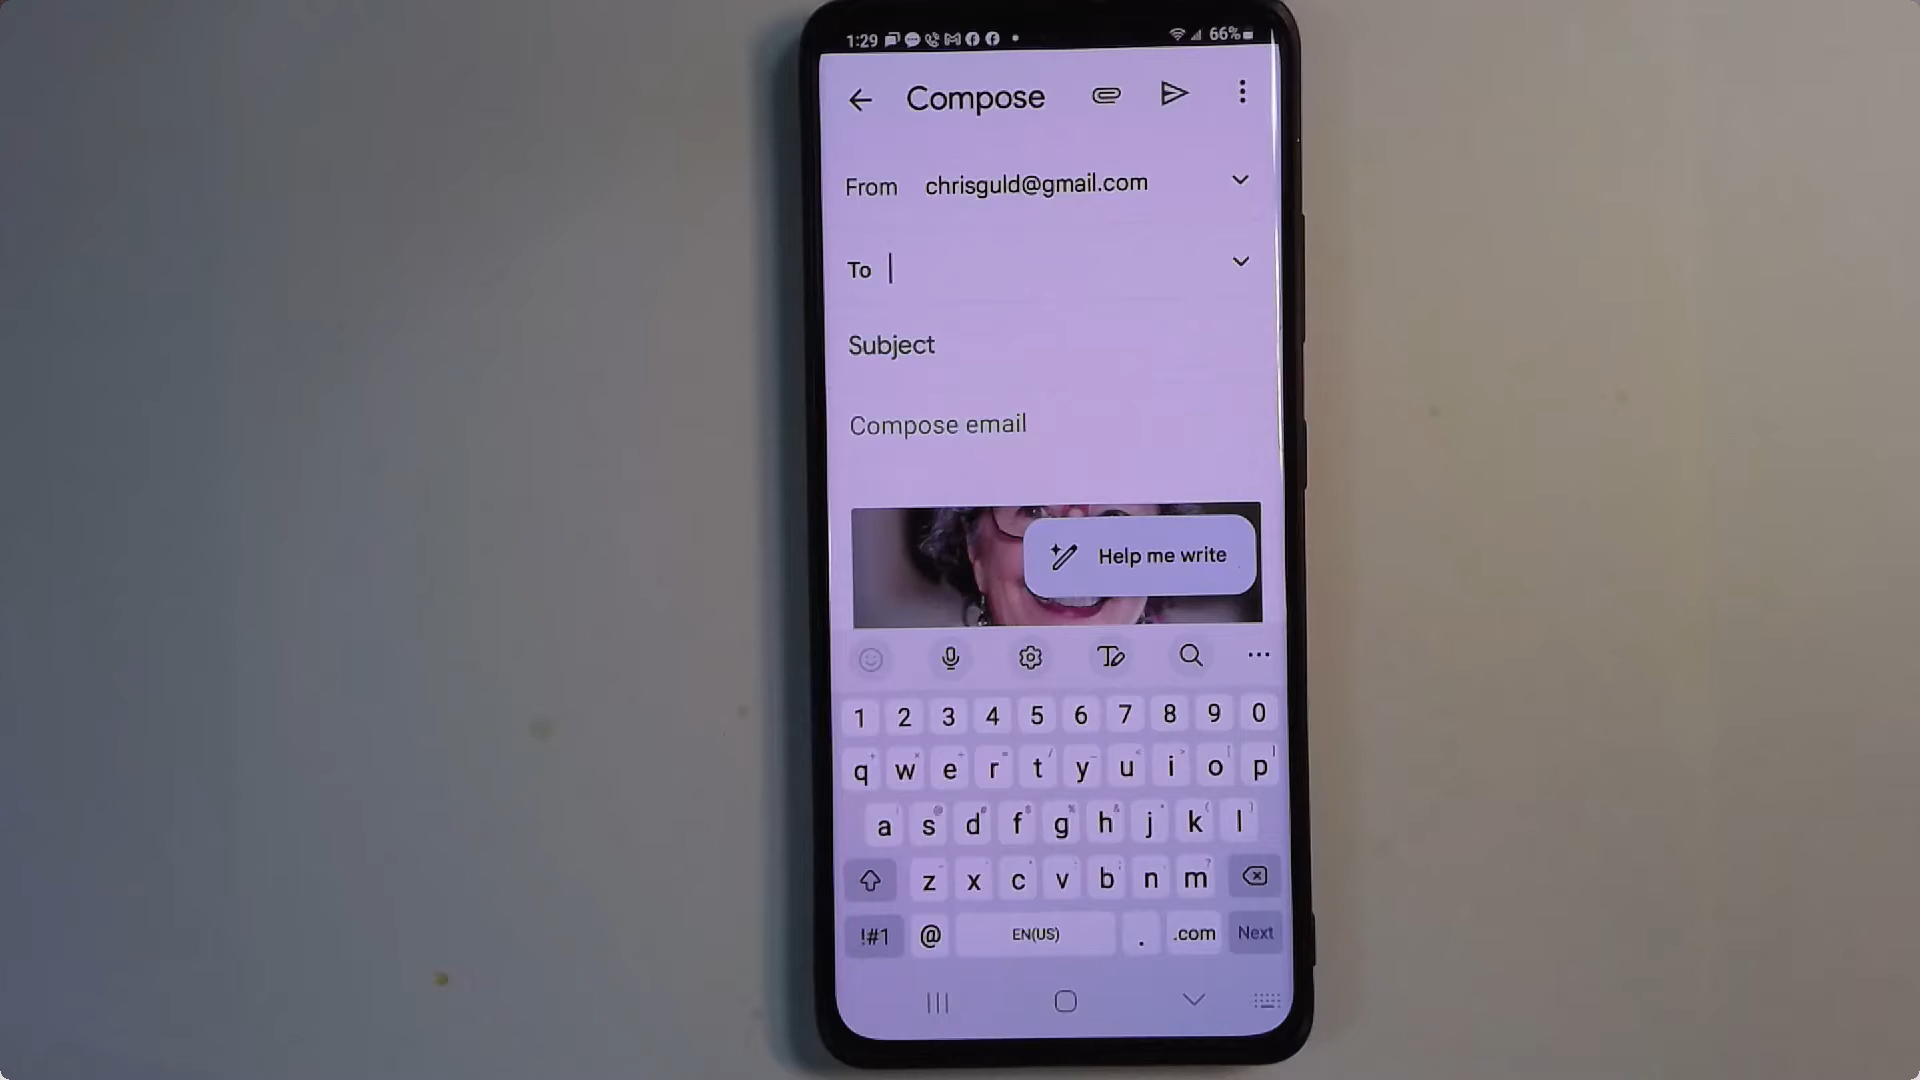 1:29 66%
Compose
From chrisguld@gmail.com
To
Subject
Compose email
Help me write
1 2 3 4 5 6 7 8 9 0
q w e r t y u i o p
a s d f g h j k l
z x c v b n m
!#1 @ EN(US) . .com Next